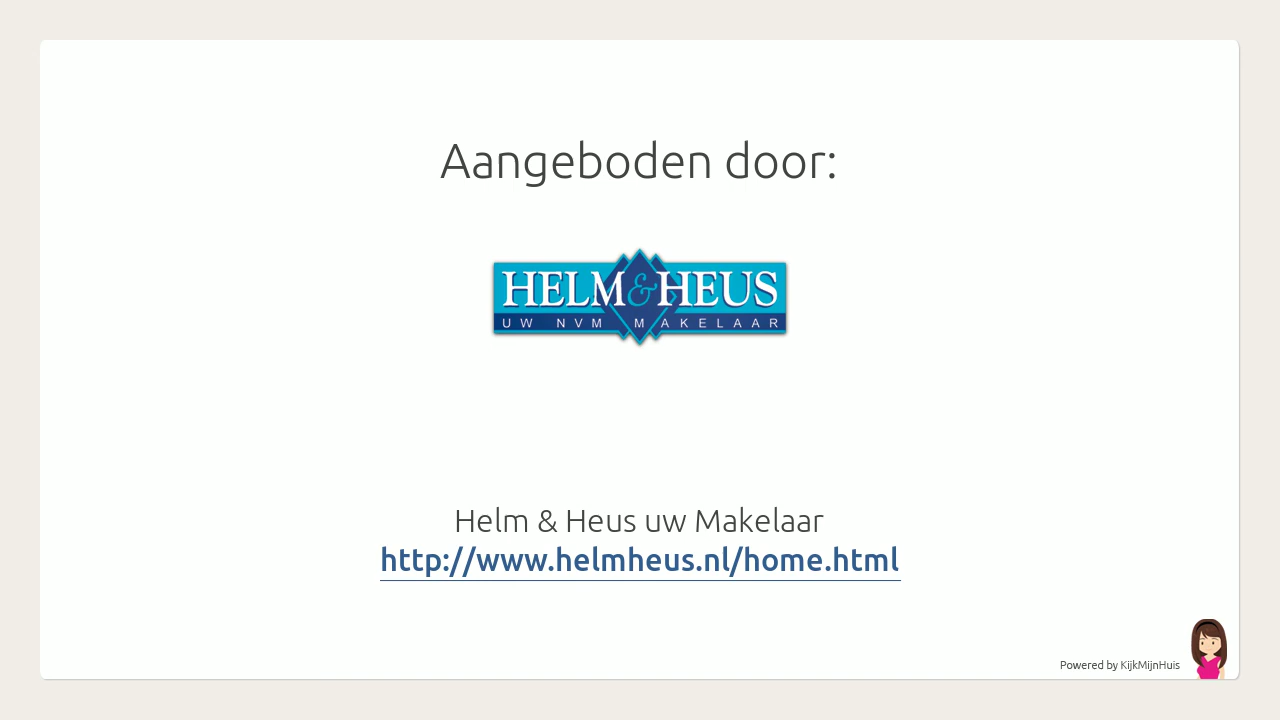 Aangeboden door:
HELM & HEUS
UW NVM MAKELAAR
Helm & Heus uw Makelaar
http://www.helmheus.nl/home.html
Powered by KijkMijnHuis